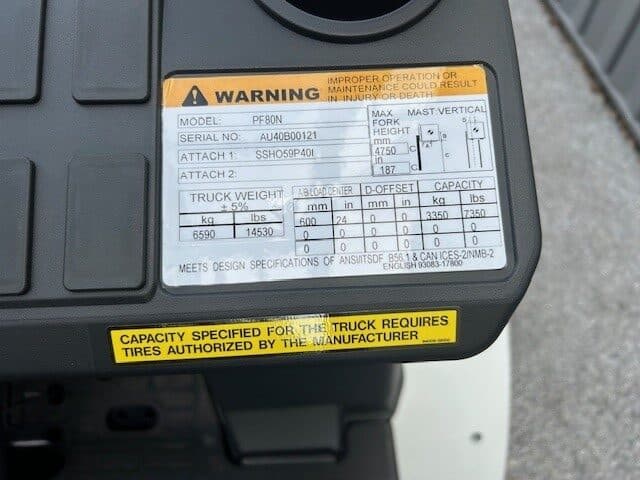 WARNING
IMPROPER OPERATION OR
MAINTENANCE COULD RESULT
IN INJURY OR DEATH
MODEL: PF80N
SERIAL NO: AU40B00121
ATTACH 1: SSHO59P40I
ATTACH 2:
MAX. FORK HEIGHT
mm
4750
in
187
MAST:VERTICAL
TRUCK WEIGHT
± 5%
kg lbs
6590 14530
A/B LOAD CENTER D-OFFSET CAPACITY
mm in mm in kg lbs
600 24 0 0 3350 7350
0 0 0 0 0 0
0 0 0 0 0 0
MEETS DESIGN SPECIFICATIONS OF ANSI/ITSDF B56.1 & CAN ICES-2/NMB-2
ENGLISH 93083-17800
CAPACITY SPECIFIED FOR THE TRUCK REQUIRES
TIRES AUTHORIZED BY THE MANUFACTURER